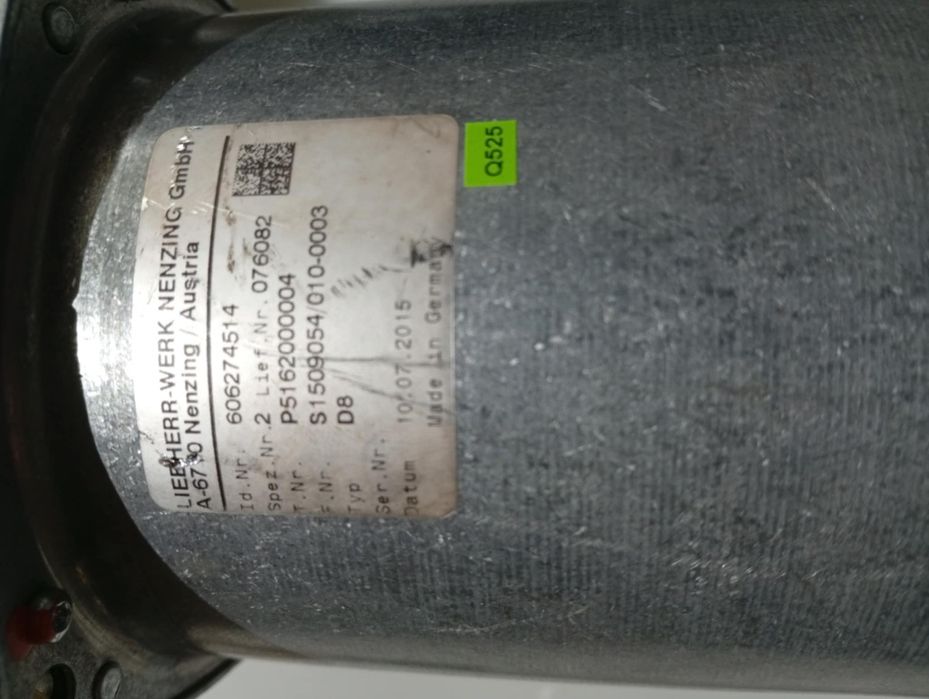 LIEBHERR-WERK NENZING GmbH
A-6710 Nenzing / Austria
Id.Nr. 606274514
Spez.Nr.2 Lief.Nr. 076082
T.Nr. P51620000004
F.Nr. S1509054/010-0003
Typ D8
Ser.Nr.
Datum 10.07.2015
Made in Germany
Q525